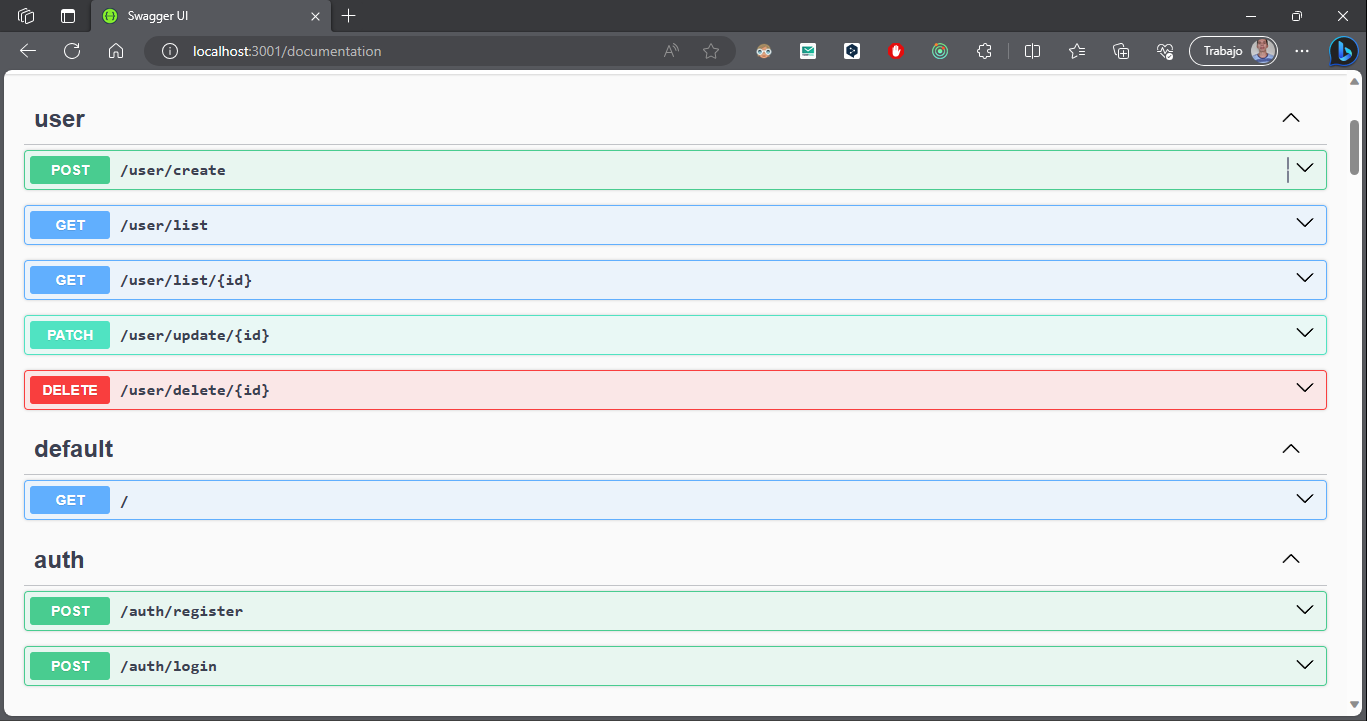 Swagger UI
localhost:3001/documentation
Trabajo
user
POST /user/create
GET /user/list
GET /user/list/{id}
PATCH /user/update/{id}
DELETE /user/delete/{id}
default
GET /
auth
POST /auth/register
POST /auth/login